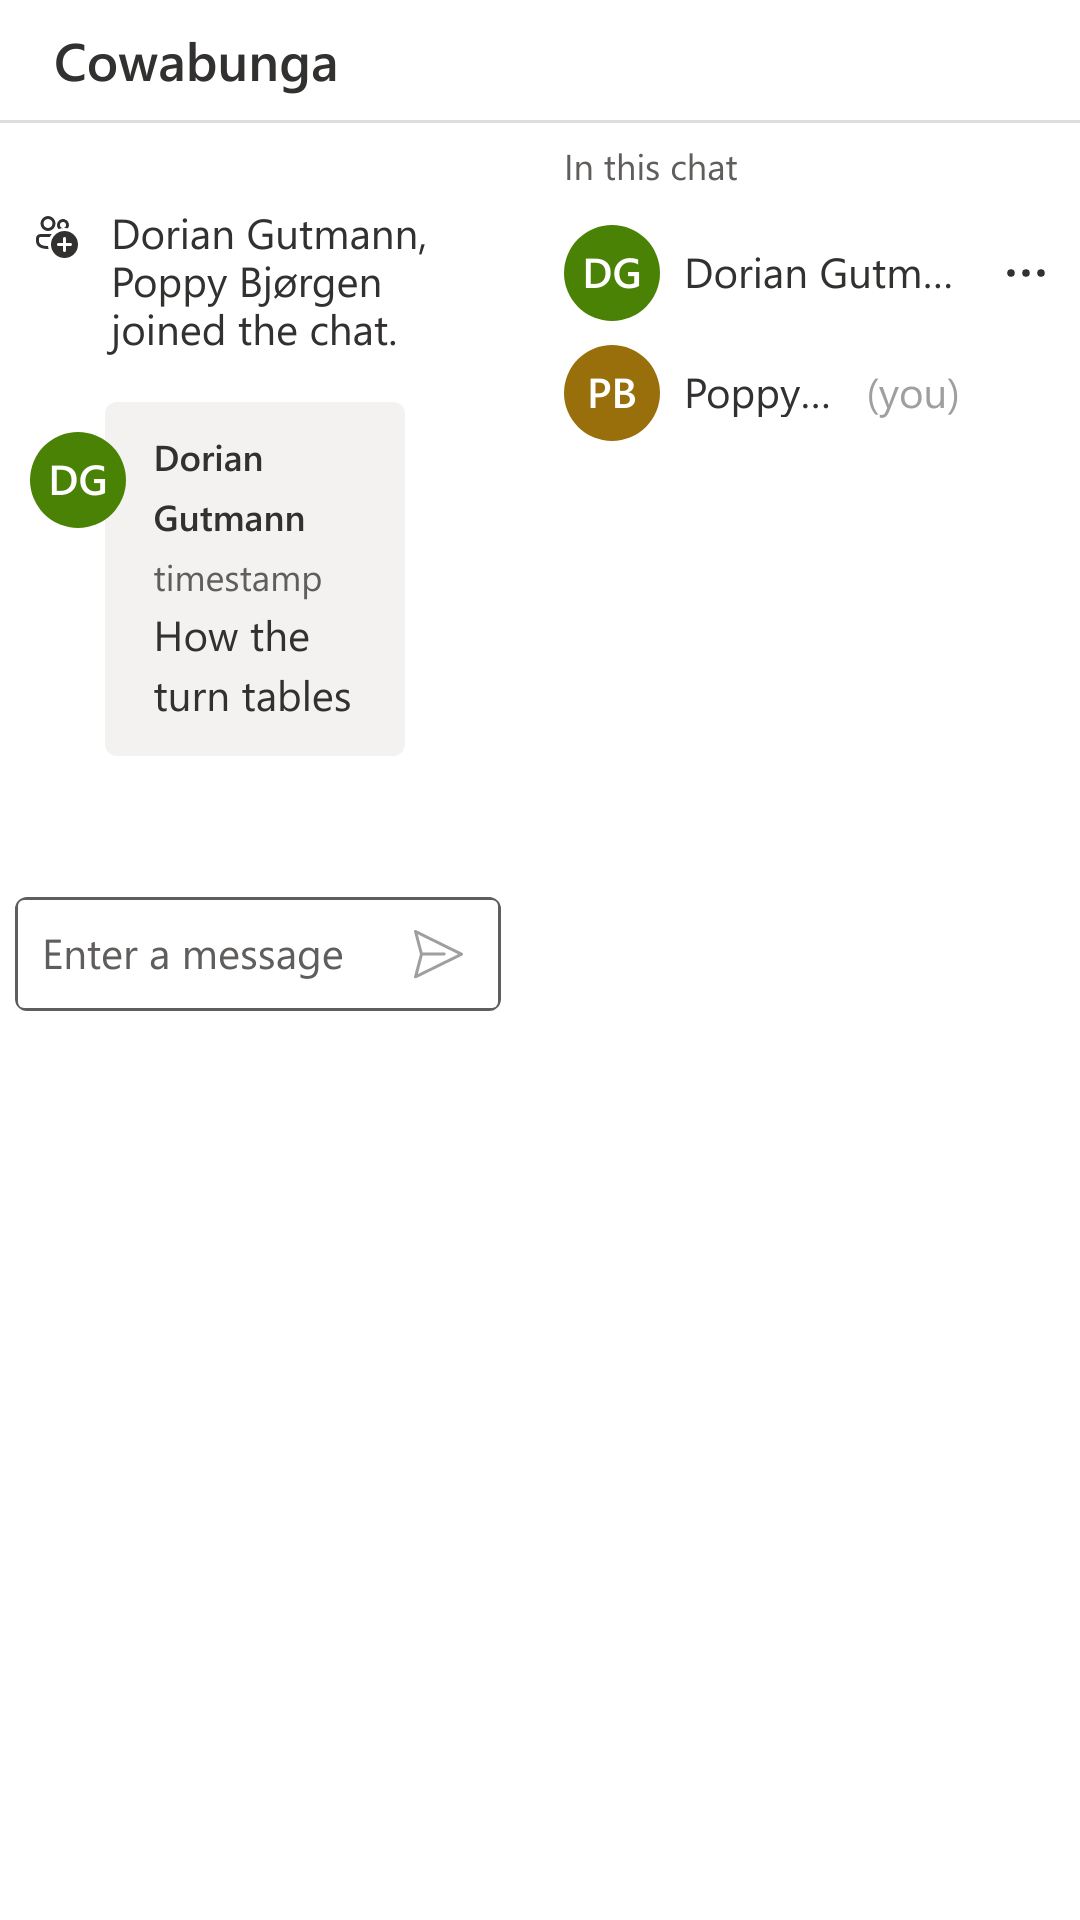 Cowabunga
Dorian Gutmann,
Poppy Bjørgen
joined the chat.
DG
Dorian
Gutmann
timestamp
How the
turn tables
Enter a message
In this chat
DG Dorian Gutm... ...
PB Poppy... (you)